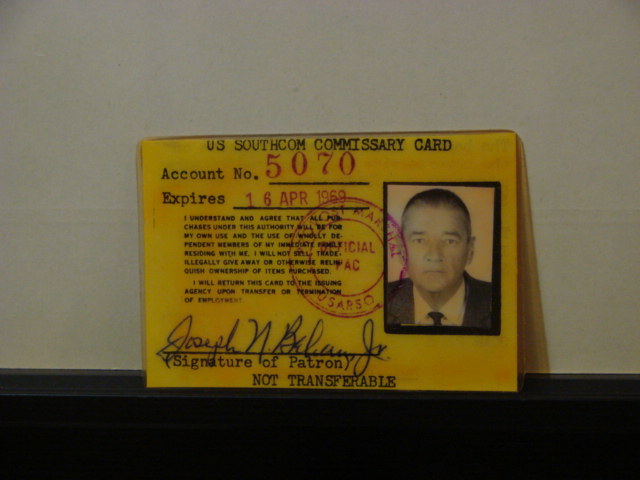 US SOUTHCOM COMMISSARY CARD
Account No. 5070
Expires 16 APR 1969
I UNDERSTAND AND AGREE THAT ALL PUR-
CHASES UNDER THIS AUTHORITY WILL BE FOR
MY OWN USE AND THE USE OF WHOLLY DE-
PENDENT MEMBERS OF MY IMMEDIATE FAMILY
RESIDING WITH ME. I WILL NOT SELL, TRADE,
ILLEGALLY GIVE AWAY OR OTHERWISE RELIN-
QUISH OWNERSHIP OF ITEMS PURCHASED.
I WILL RETURN THIS CARD TO THE ISSUING
AGENCY UPON TRANSFER OR TERMINATION
OF EMPLOYMENT.
OFFICIAL
PAC
USARSO
Joseph N Jr.
(Signature of Patron)
NOT TRANSFERABLE